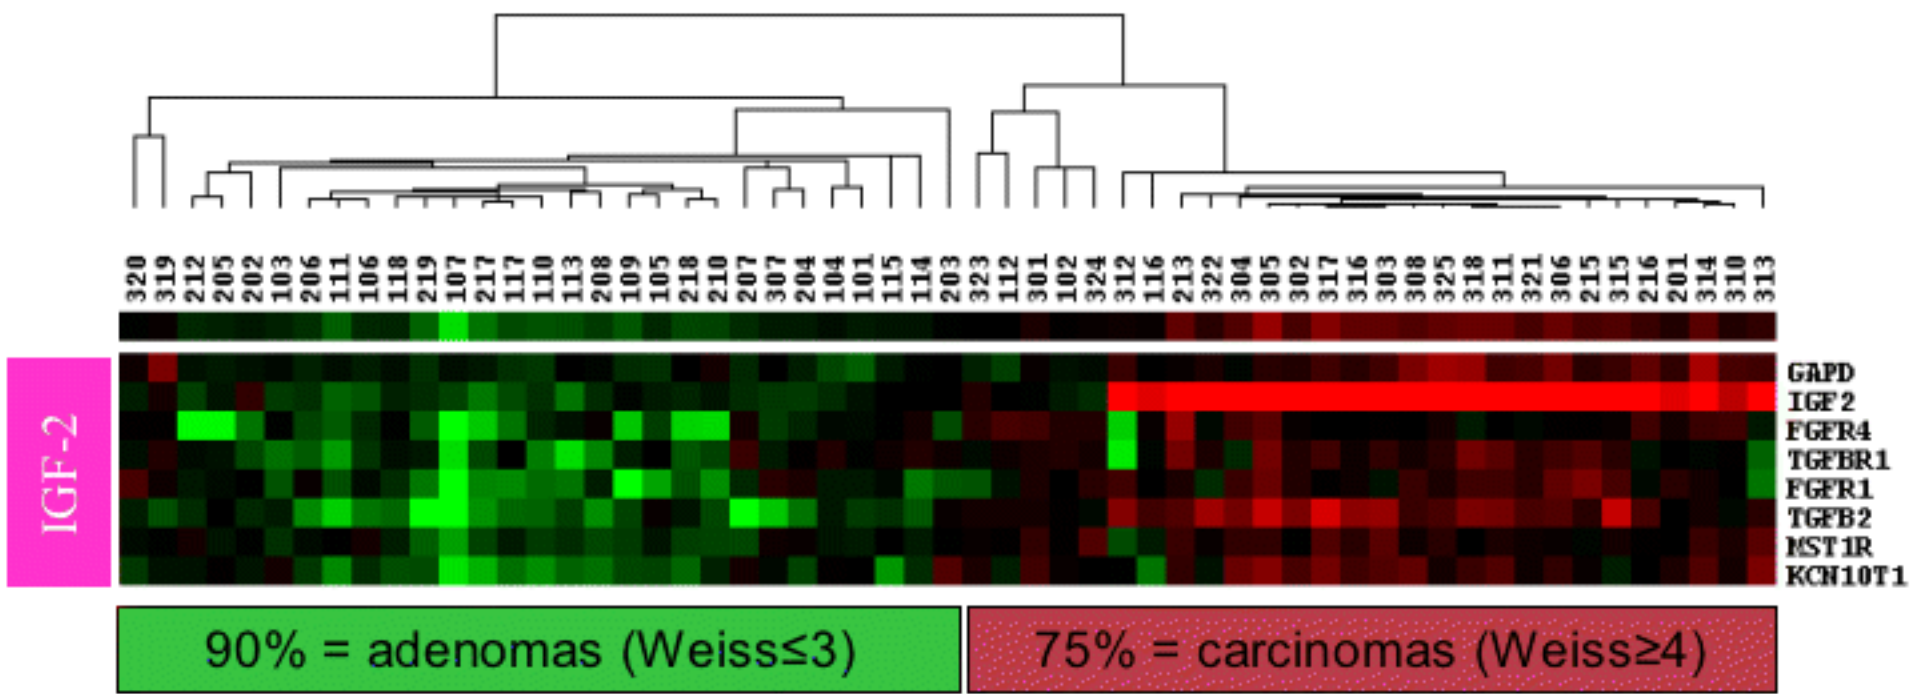 320 319 212 205 202 103 206 111 106 118 219 107 217 117 110 113 208 109 105 218 210 207 307 204 104 101 115 114 203 323 112 301 102 324 312 116 213 322 304 305 302 317 316 303 308 325 318 311 321 306 215 315 216 201 314 310 313
IGF-2
GAPD
IGF2
FGFR4
TGFBR1
FGFR1
TGFB2
MST1R
KCN10T1
90% = adenomas (Weiss≤3)
75% = carcinomas (Weiss≥4)